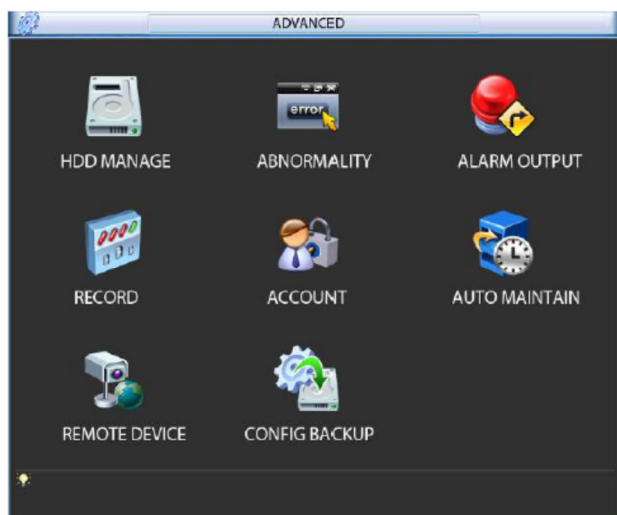 ADVANCED
error
HDD MANAGE
ABNORMALITY
ALARM OUTPUT
RECORD
ACCOUNT
AUTO MAINTAIN
REMOTE DEVICE
CONFIG BACKUP